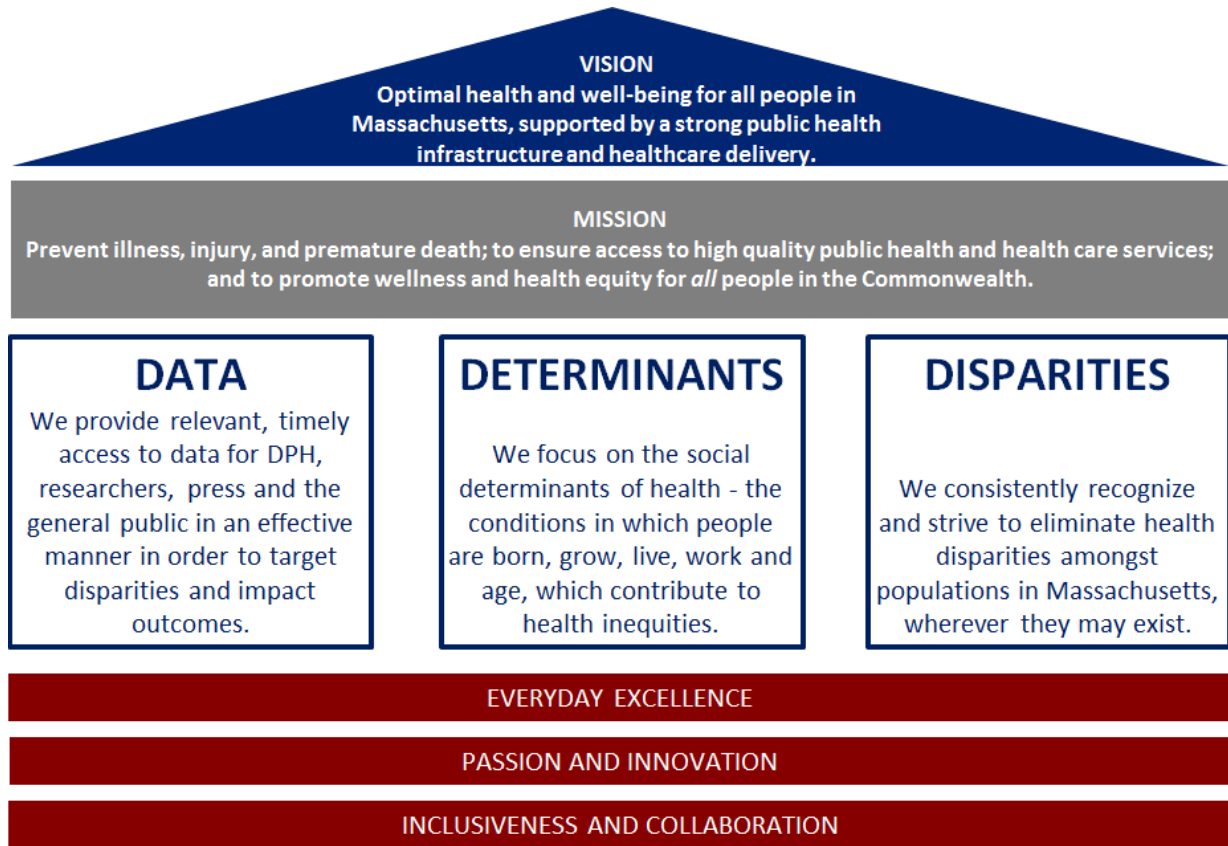 VISION
Optimal health and well-being for all people in
Massachusetts, supported by a strong public health
infrastructure and healthcare delivery.
MISSION
Prevent illness, injury, and premature death; to ensure access to high quality public health and health care services;
and to promote wellness and health equity for all people in the Commonwealth.
DATA
We provide relevant, timely
access to data for DPH,
researchers, press and the
general public in an effective
manner in order to target
disparities and impact
outcomes.
DETERMINANTS
We focus on the social
determinants of health - the
conditions in which people
are born, grow, live, work and
age, which contribute to
health inequities.
DISPARITIES
We consistently recognize
and strive to eliminate health
disparities amongst
populations in Massachusetts,
wherever they may exist.
EVERYDAY EXCELLENCE
PASSION AND INNOVATION
INCLUSIVENESS AND COLLABORATION